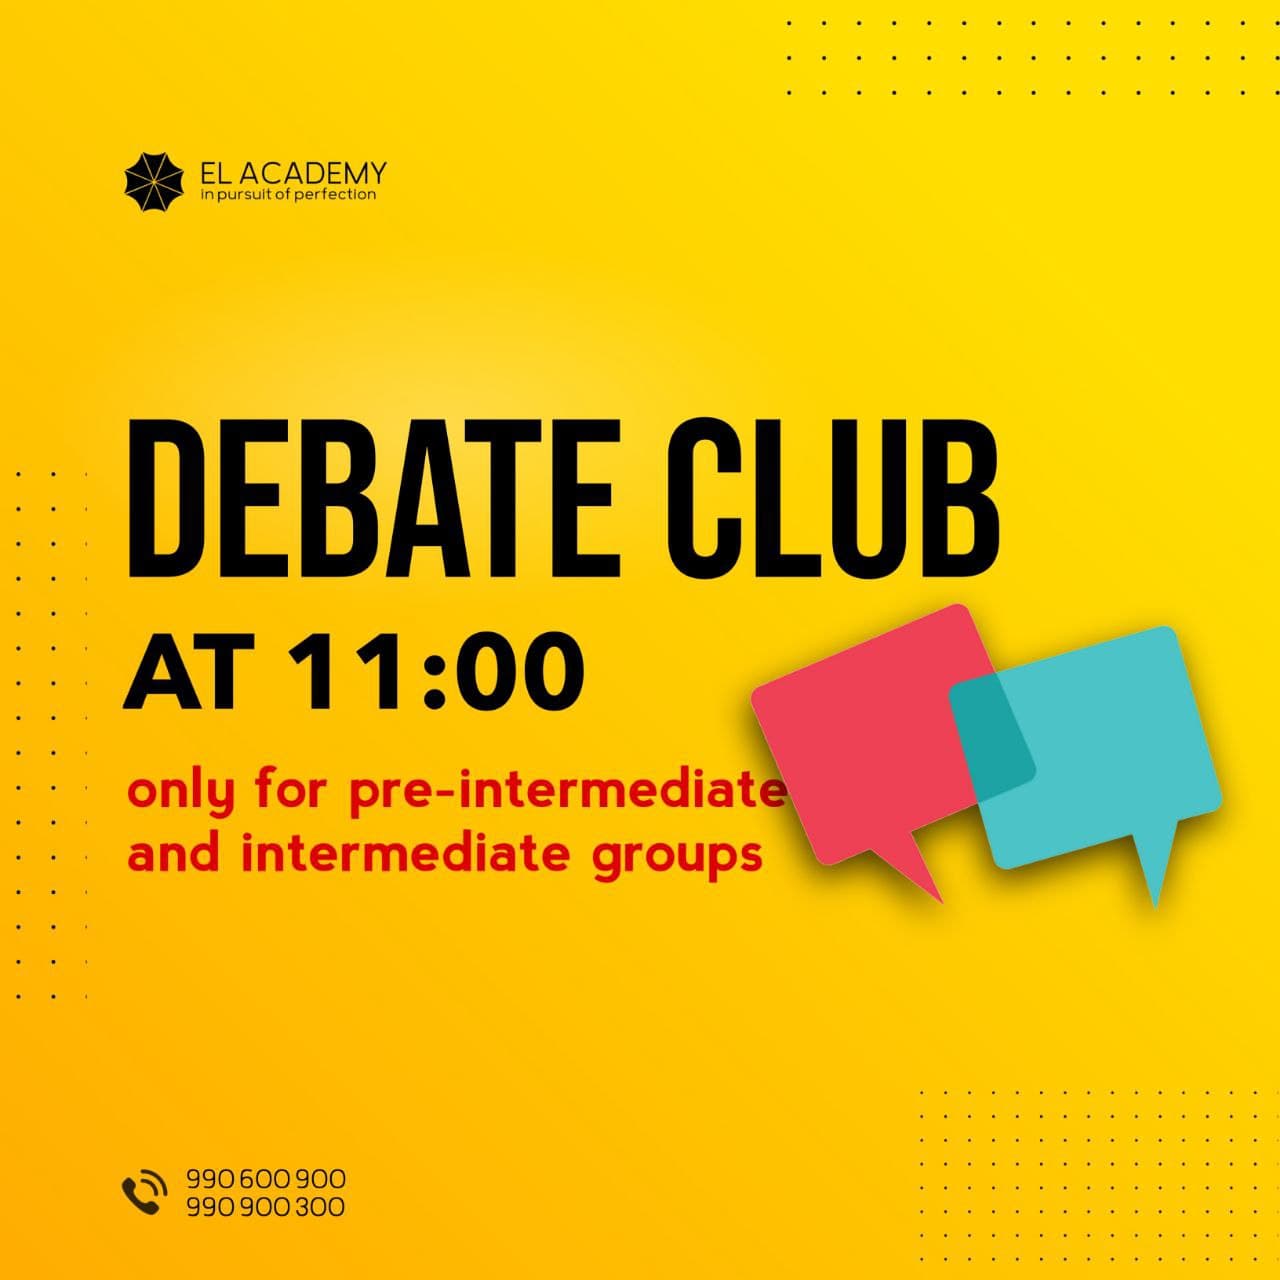 EL ACADEMY
in pursuit of perfection
DEBATE CLUB
AT 11:00
only for pre-intermediate
and intermediate groups
990 600 900
990 900 300